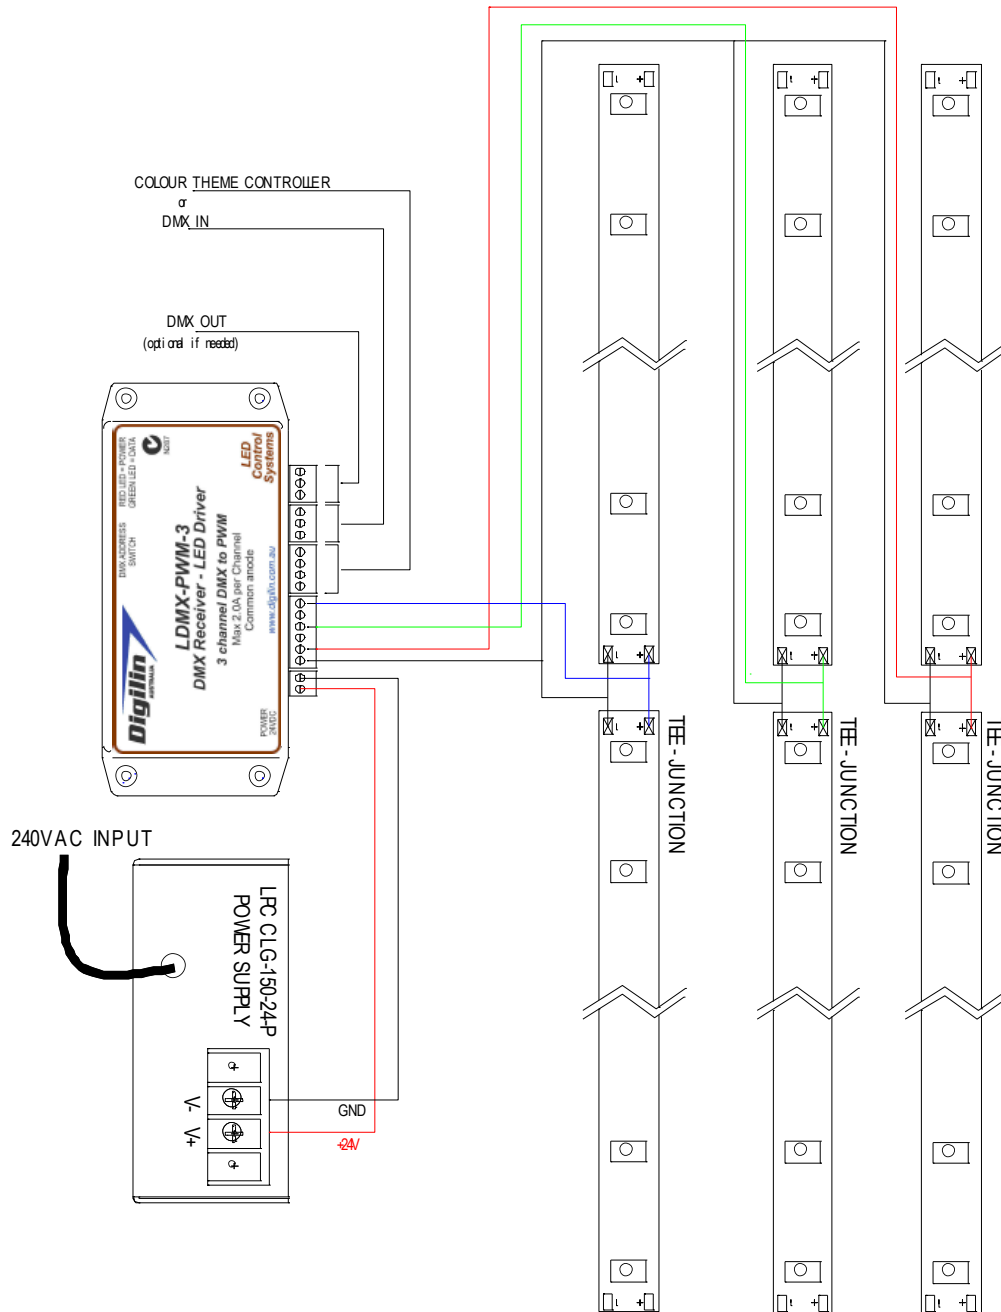 COLOUR THEME CONTROLLER
or
DMX IN
DMX OUT
(optional if needed)
RED LED = POWER
GREEN LED = DATA
N2817
DMX ADDRESS
SWITCH
LED
Control
Systems
LDMX-PWM-3
DMX Receiver - LED Driver
3 channel DMX to PWM
Max 2.0A per Channel
Common anode
www.digilin.com.au
Digilin
AUSTRALIA
POWER
24VDC
240VAC INPUT
LPC CLG-150-24-P
POWER SUPPLY
V-
V+
GND
+24V
- +
- +
- +
- +
- +
- +
- +
- +
- +
TEE - JUNCTION
TEE - JUNCTION
TEE - JUNCTION
- +
- +
- +